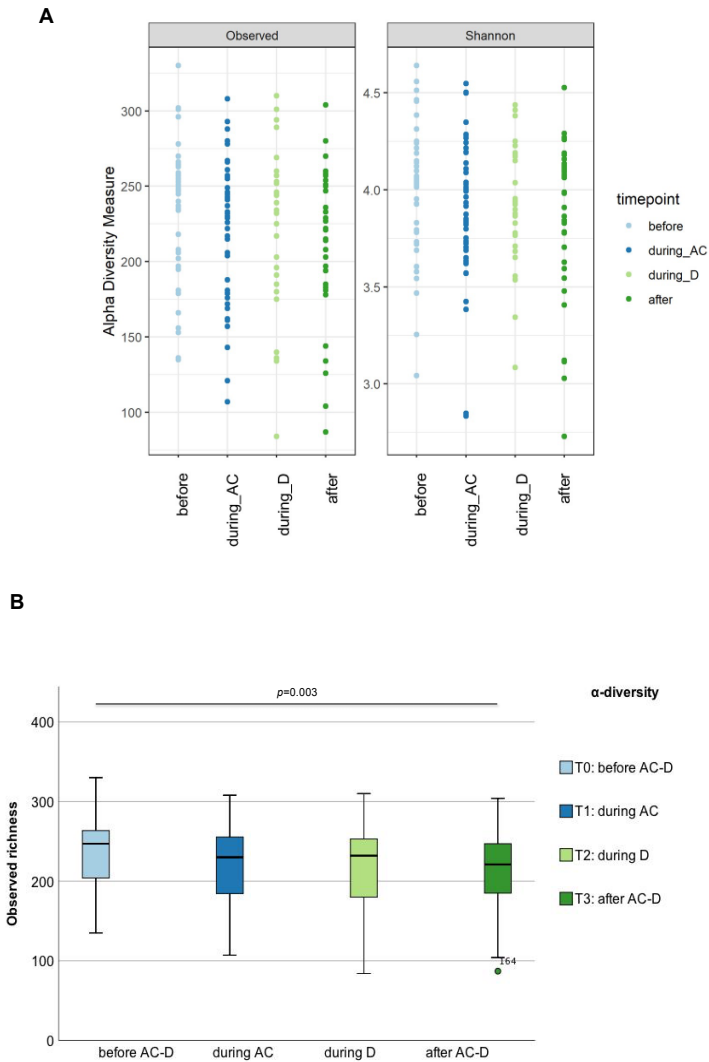 A
Observed
Shannon
Alpha Diversity Measure
300
250
200
150
100
4.5
4.0
3.5
3.0
before
during_AC
during_D
after
before
during_AC
during_D
after
timepoint
before
during_AC
during_D
after
B
p=0.003
α-diversity
Observed richness
400
300
200
100
0
164
before AC-D
during AC
during D
after AC-D
T0: before AC-D
T1: during AC
T2: during D
T3: after AC-D